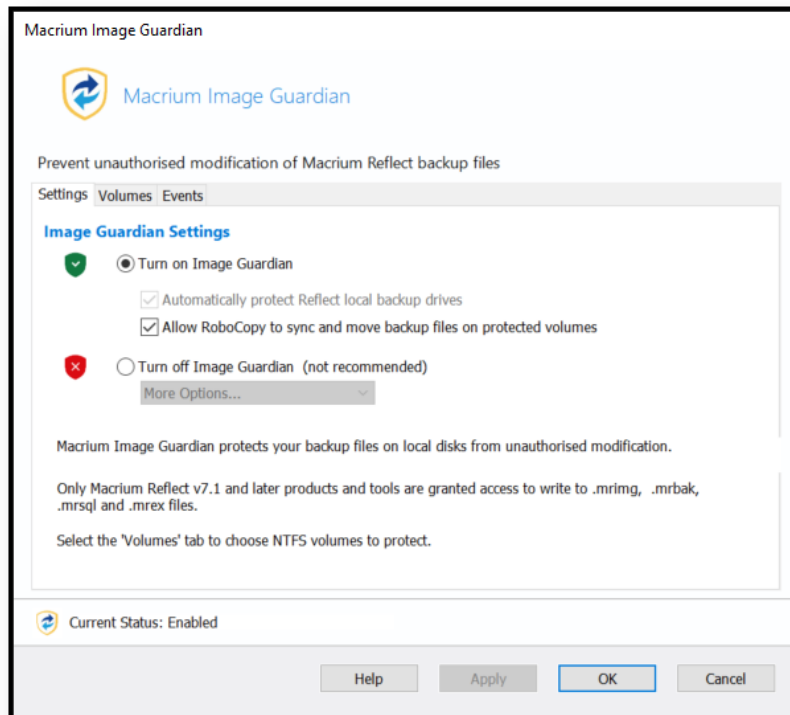 Macrium Image Guardian
Macrium Image Guardian
Prevent unauthorised modification of Macrium Reflect backup files
Settings Volumes Events
Image Guardian Settings
Turn on Image Guardian
Automatically protect Reflect local backup drives
Allow RoboCopy to sync and move backup files on protected volumes
Turn off Image Guardian (not recommended)
More Options...
Macrium Image Guardian protects your backup files on local disks from unauthorised modification.
Only Macrium Reflect v7.1 and later products and tools are granted access to write to .mrimg, .mrbak,
.mrsql and .mrex files.
Select the 'Volumes' tab to choose NTFS volumes to protect.
Current Status: Enabled
Help Apply OK Cancel